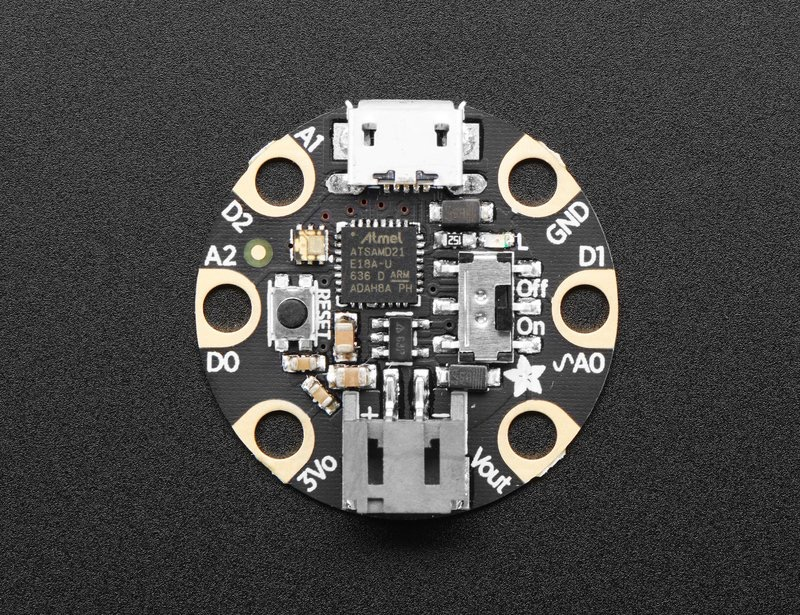 A1
D2
GND
Atmel
ATSAMD21
E18A-U
636 D ARM
ADAH8A PH
L
A2
D1
Off
RESET
On
D0
A0
+
-
3Vo
Vout